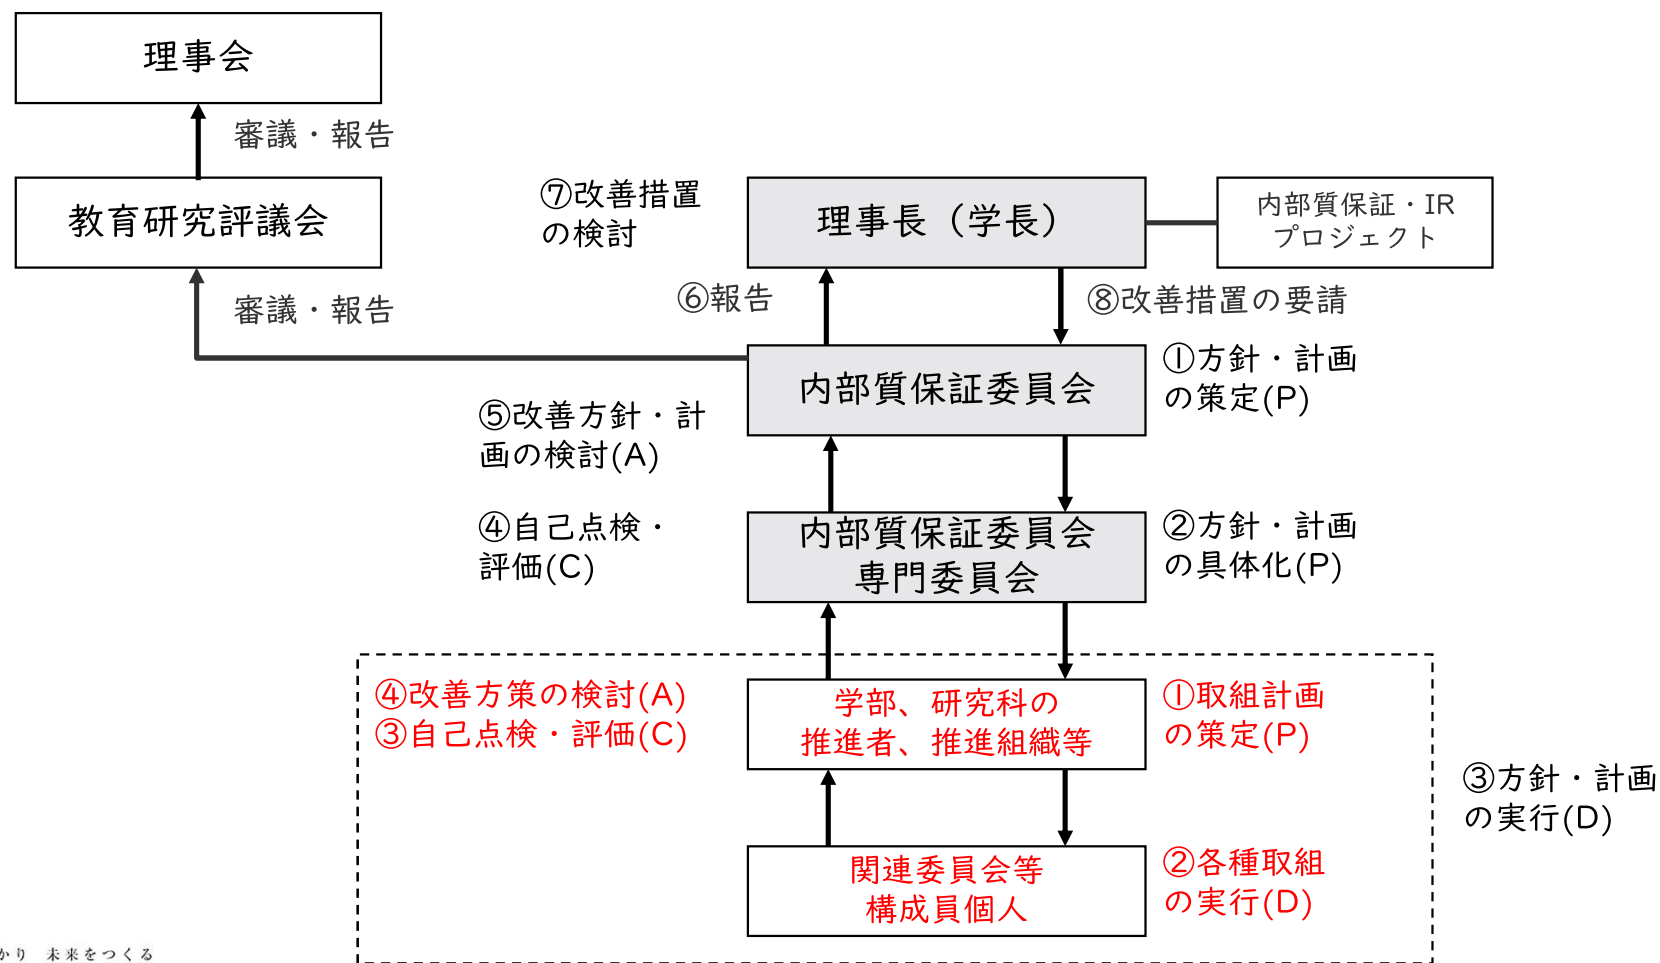 理事会
審議・報告
教育研究評議会
⑦改善措置
の検討
理事長（学長）
内部質保証・IR
プロジェクト
審議・報告
⑥報告
⑧改善措置の要請
内部質保証委員会
①方針・計画
の策定(P)
⑤改善方針・計
画の検討(A)
④自己点検・
評価(C)
内部質保証委員会
専門委員会
②方針・計画
の具体化(P)
④改善方策の検討(A)
③自己点検・評価(C)
学部、研究科の
推進者、推進組織等
①取組計画
の策定(P)
③方針・計画
の実行(D)
関連委員会等
構成員個人
②各種取組
の実行(D)
かり　未来をつくる